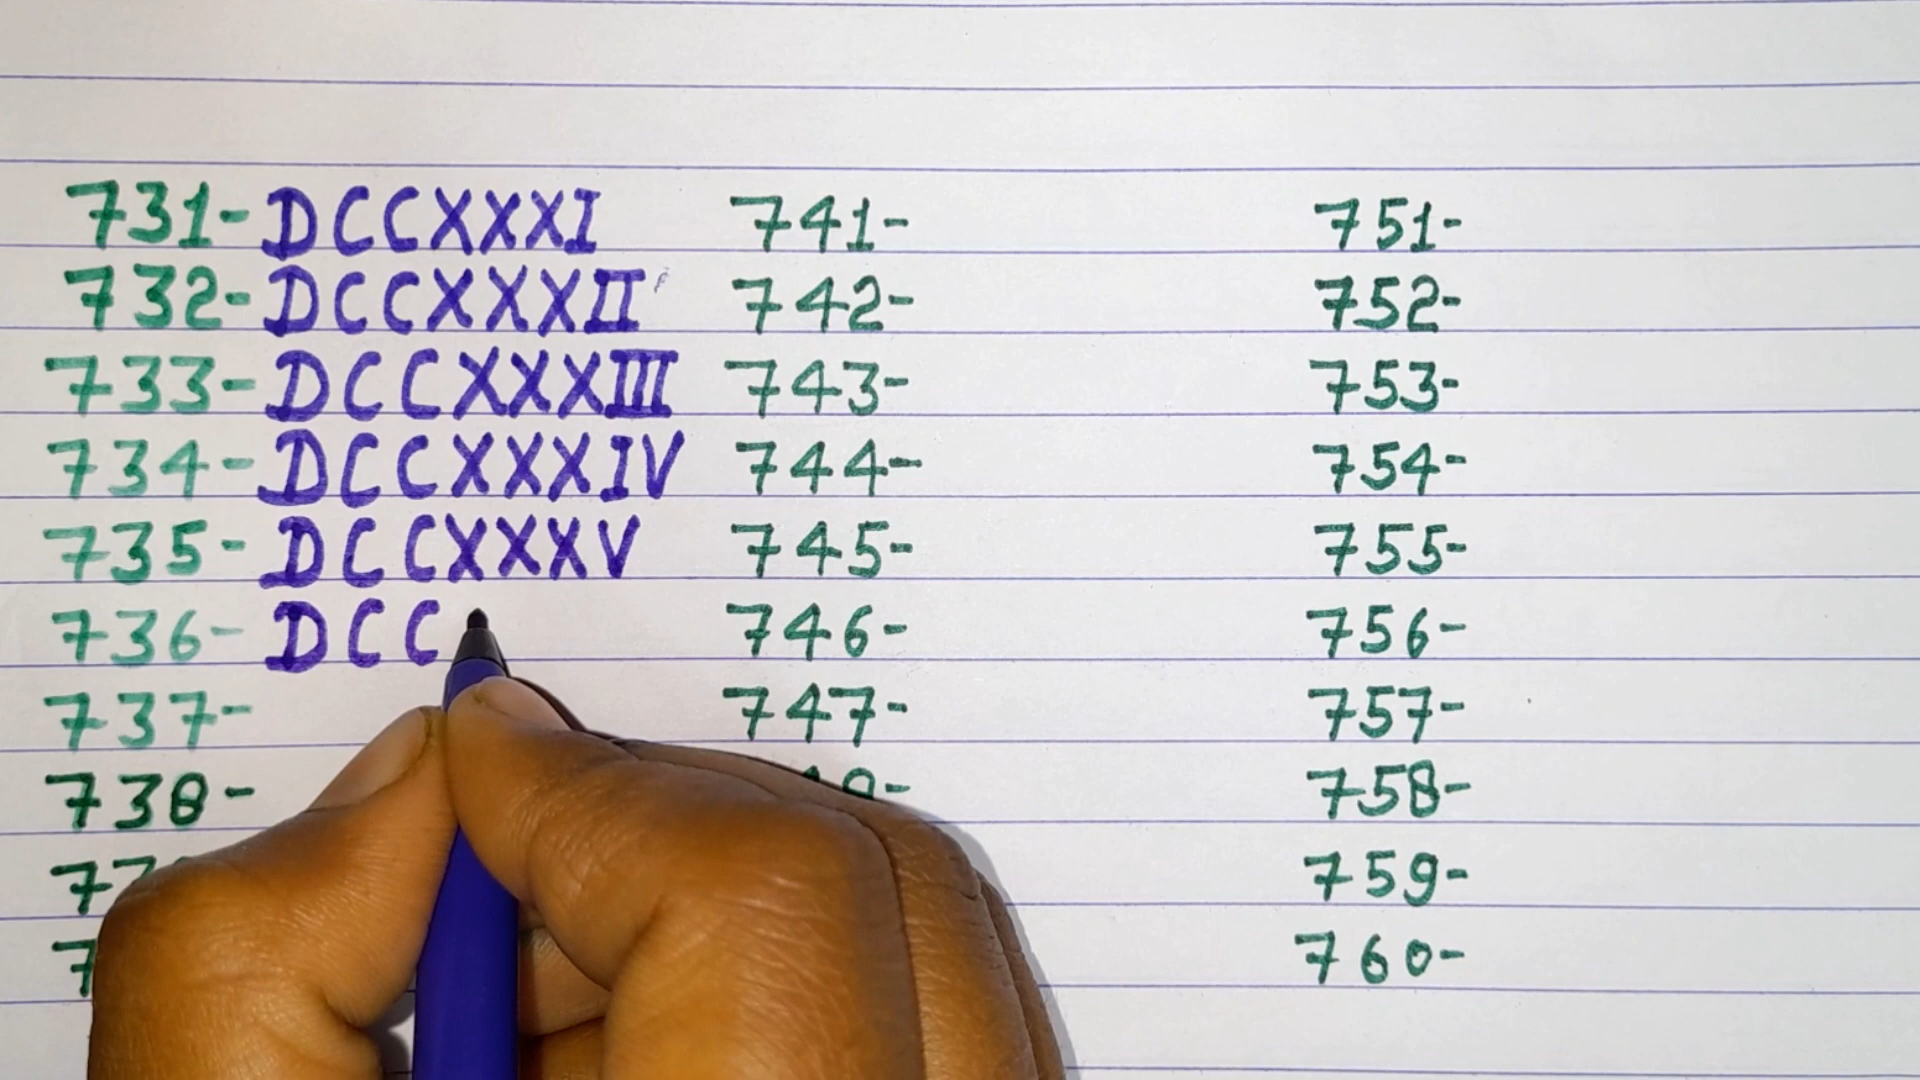 731- DCCXXXI 741- 751-
732- DCCXXXII 742- 752-
733- DCCXXXIII 743- 753-
734- DCCXXXIV 744- 754-
735- DCCXXXV 745- 755-
736- DCC 746- 756-
737- 747- 757-
738- 758-
759-
760-